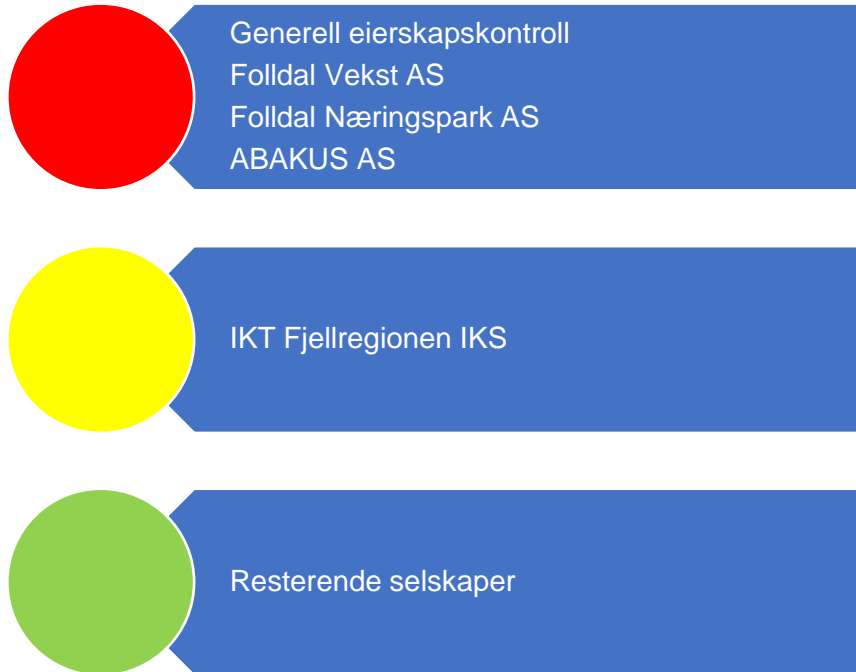 Generell eierskapskontroll
Folldal Vekst AS
Folldal Næringspark AS
ABAKUS AS
IKT Fjellregionen IKS
Resterende selskaper